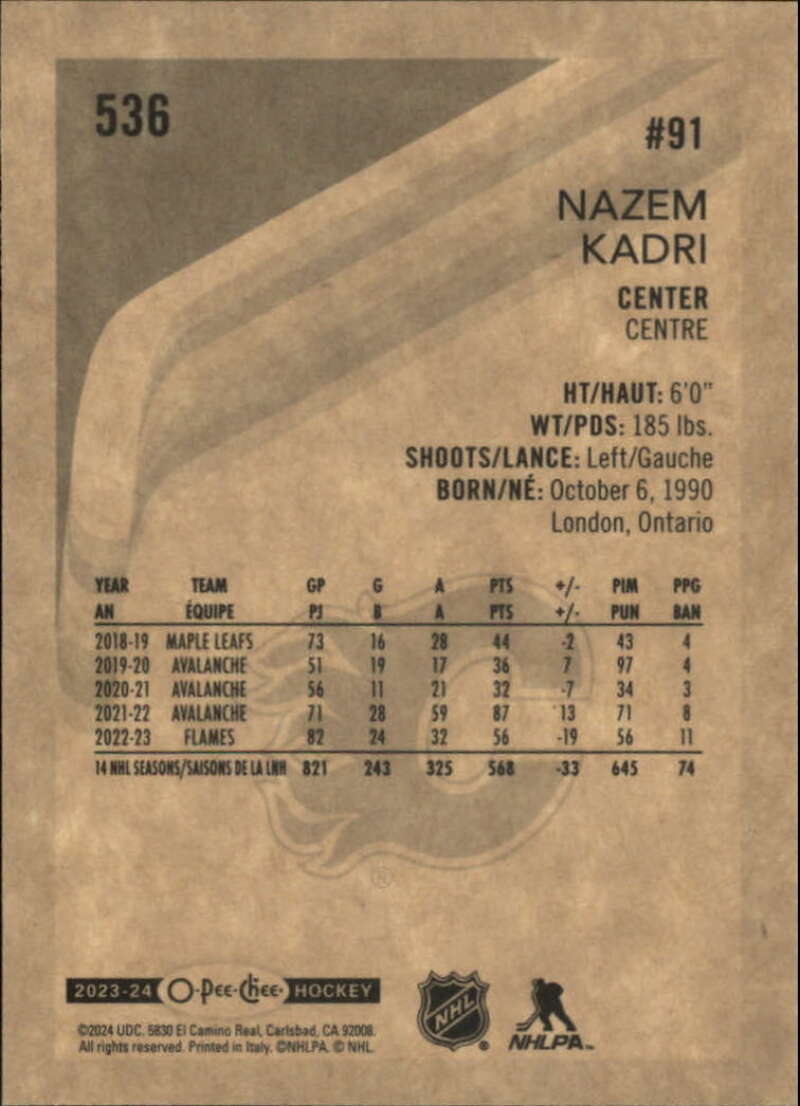 536
#91
NAZEM
KADRI
CENTER
CENTRE
HT/HAUT: 6'0"
WT/PDS: 185 lbs.
SHOOTS/LANCE: Left/Gauche
BORN/NÉ: October 6, 1990
London, Ontario
YEAR TEAM GP G A PTS +/- PIM PPG
AN ÉQUIPE PJ B A PTS +/- PUN BAN
2018-19 MAPLE LEAFS 73 16 28 44 -2 43 4
2019-20 AVALANCHE 51 19 17 36 7 97 4
2020-21 AVALANCHE 56 11 21 32 -7 34 3
2021-22 AVALANCHE 71 28 59 87 13 71 8
2022-23 FLAMES 82 24 32 56 -19 56 11
14 NHL SEASONS/SAISONS DE LA LNH 821 243 325 568 -33 645 74
®
2023-24 O-Pee-Chee HOCKEY
©2024 UDC. 5830 El Camino Real, Carlsbad, CA 92008.
All rights reserved. Printed in Italy. ©NHLPA. © NHL.
NHL ®
NHLPA™